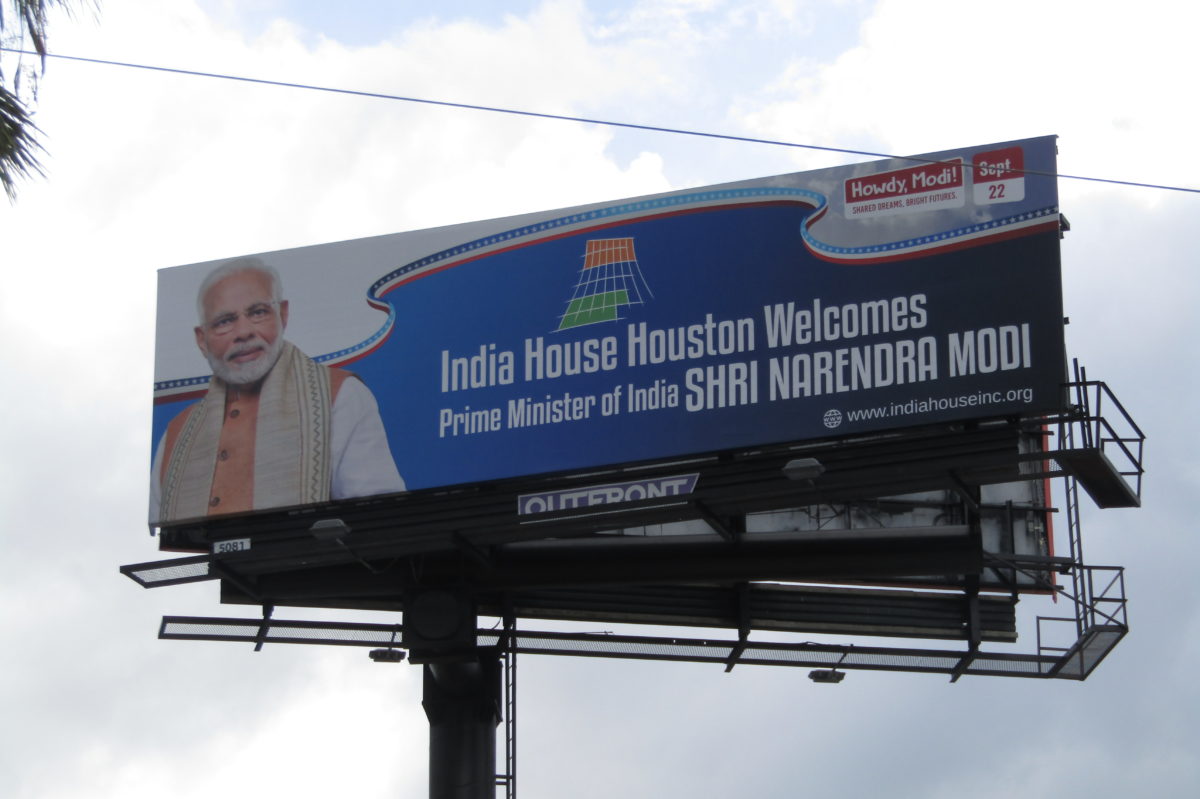 Howdy, Modi!
SHARED DREAMS, BRIGHT FUTURES.
Sept
22
India House Houston Welcomes
Prime Minister of India SHRI NARENDRA MODI
www
www.indiahouseinc.org
OUTFRONT
5081